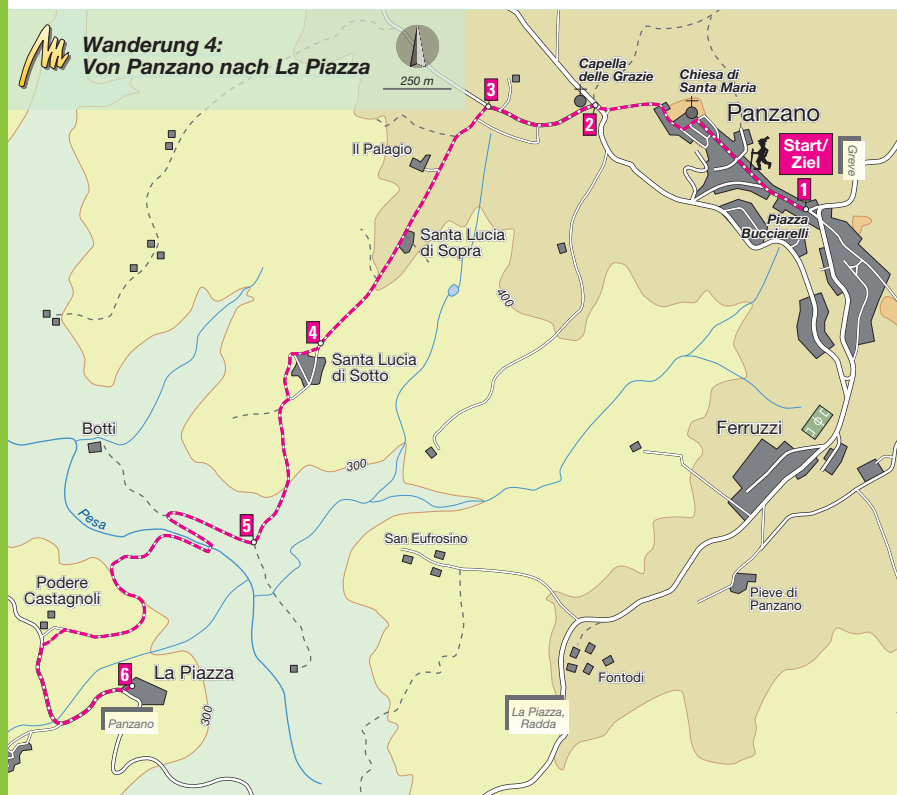 Wanderung 4:
Von Panzano nach La Piazza
250 m
Capella
delle Grazie
Chiesa di
Santa Maria
Panzano
Start/
Ziel
Greve
3
2
1
Il Palagio
Piazza
Bucciarelli
Santa Lucia
di Sopra
400
4
Santa Lucia
di Sotto
Botti
Ferruzzi
300
Pesa
5
San Eufrosino
Podere
Castagnoli
Pieve di
Panzano
6
La Piazza
Fontodi
300
Panzano
La Piazza,
Radda